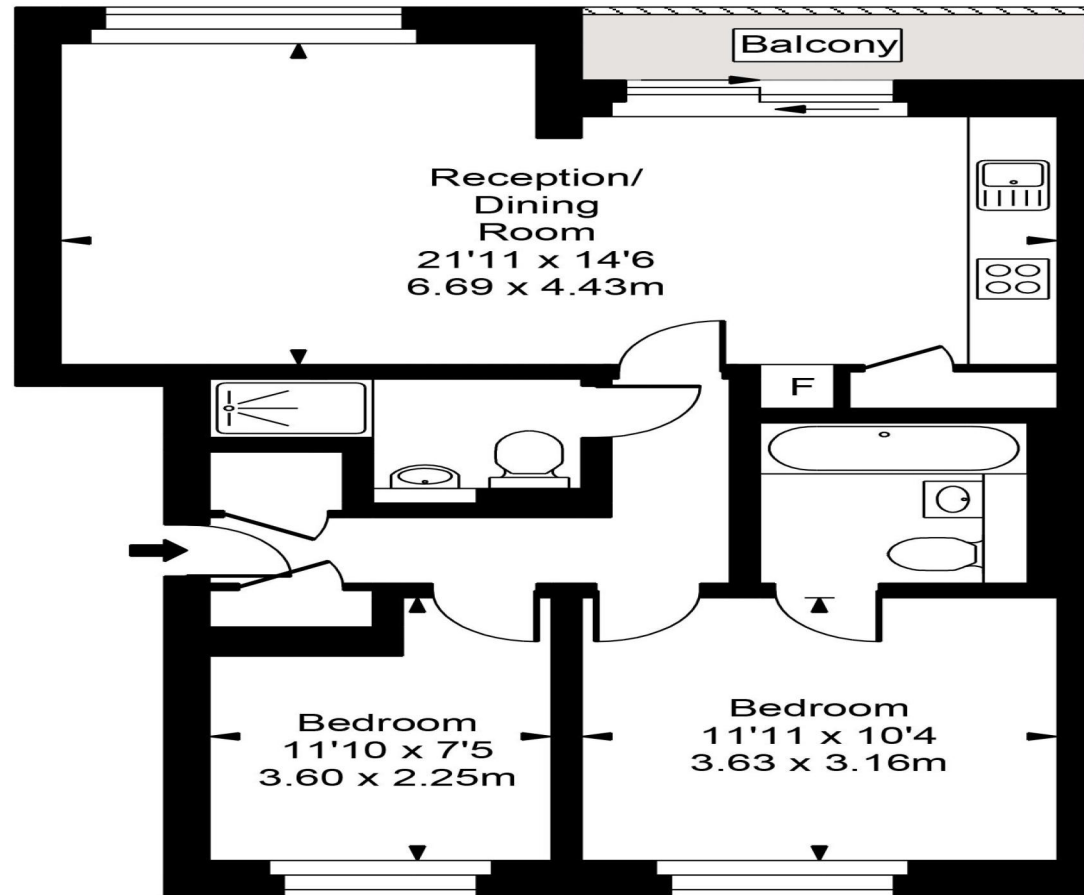 Balcony
Reception/
Dining
Room
21'11 x 14'6
6.69 x 4.43m
F
Bedroom
11'10 x 7'5
3.60 x 2.25m
Bedroom
11'11 x 10'4
3.63 x 3.16m